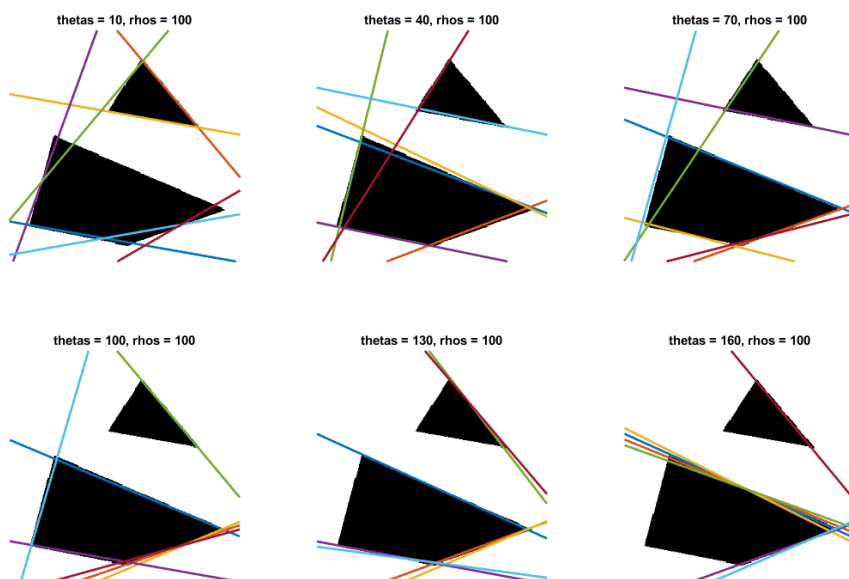 thetas = 10, rhos = 100
thetas = 40, rhos = 100
thetas = 70, rhos = 100
thetas = 100, rhos = 100
thetas = 130, rhos = 100
thetas = 160, rhos = 100